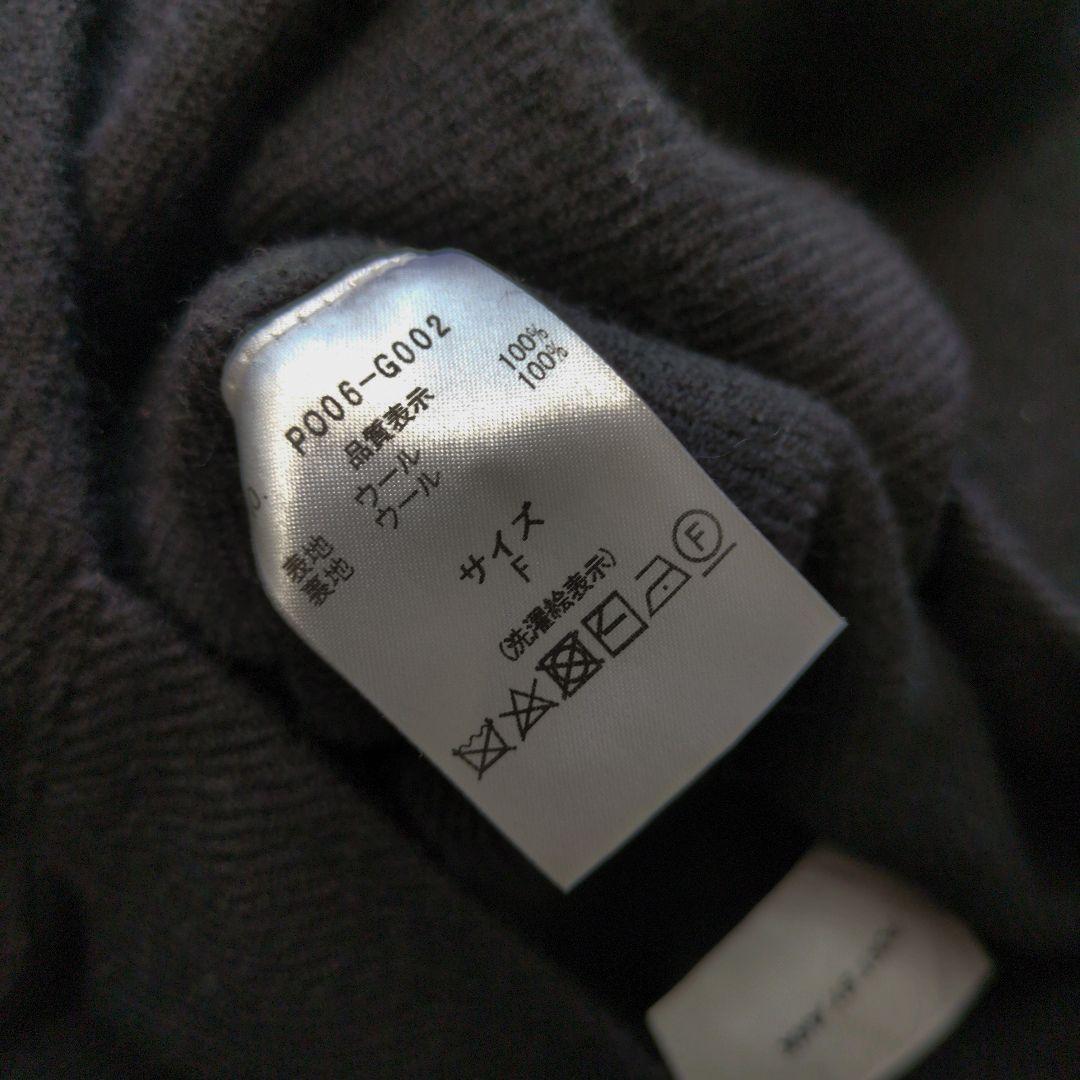 P006-G002
品質表示
表地 ウール 100%
裏地 ウール 100%
サイズ
F
(洗濯絵表示)
F